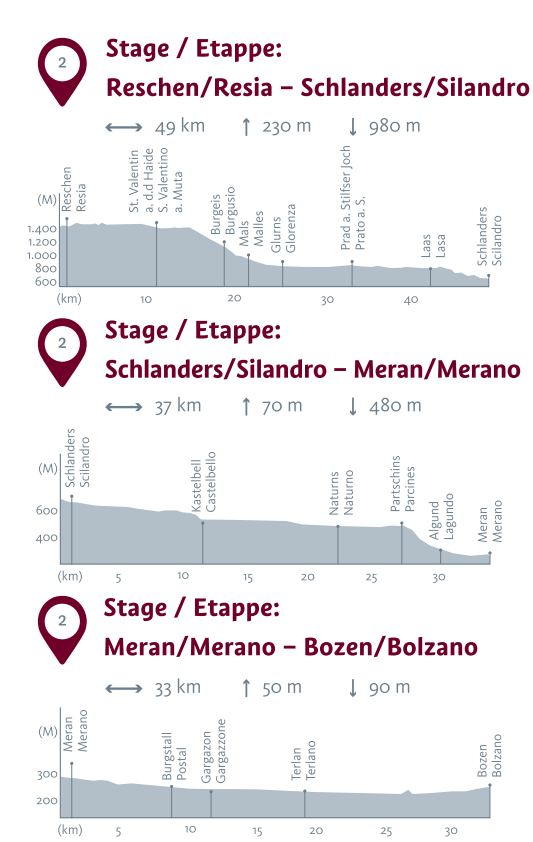 2
Stage / Etappe:
Reschen/Resia – Schlanders/Silandro
49 km 230 m 980 m
(M)
1.400
1.200
1.000
800
600
Reschen
Resia
St. Valentin
a. d.d Haide
S. Valentino
a. Muta
Burgeis
Burgusio
Mals
Malles
Glurns
Glorenza
Prad a. Stilfser Joch
Prato a. S.
Laas
Lasa
Schlanders
Scilandro
(km) 10 20 30 40
2
Stage / Etappe:
Schlanders/Silandro – Meran/Merano
37 km 70 m 480 m
(M)
600
400
Schlanders
Scilandro
Kastelbell
Castelbello
Naturns
Naturno
Partschins
Parcines
Algund
Lagundo
Meran
Merano
(km) 5 10 15 20 25 30
2
Stage / Etappe:
Meran/Merano – Bozen/Bolzano
33 km 50 m 90 m
(M)
300
200
Meran
Merano
Burgstall
Postal
Gargazon
Gargazzone
Terlan
Terlano
Bozen
Bolzano
(km) 5 10 15 20 25 30